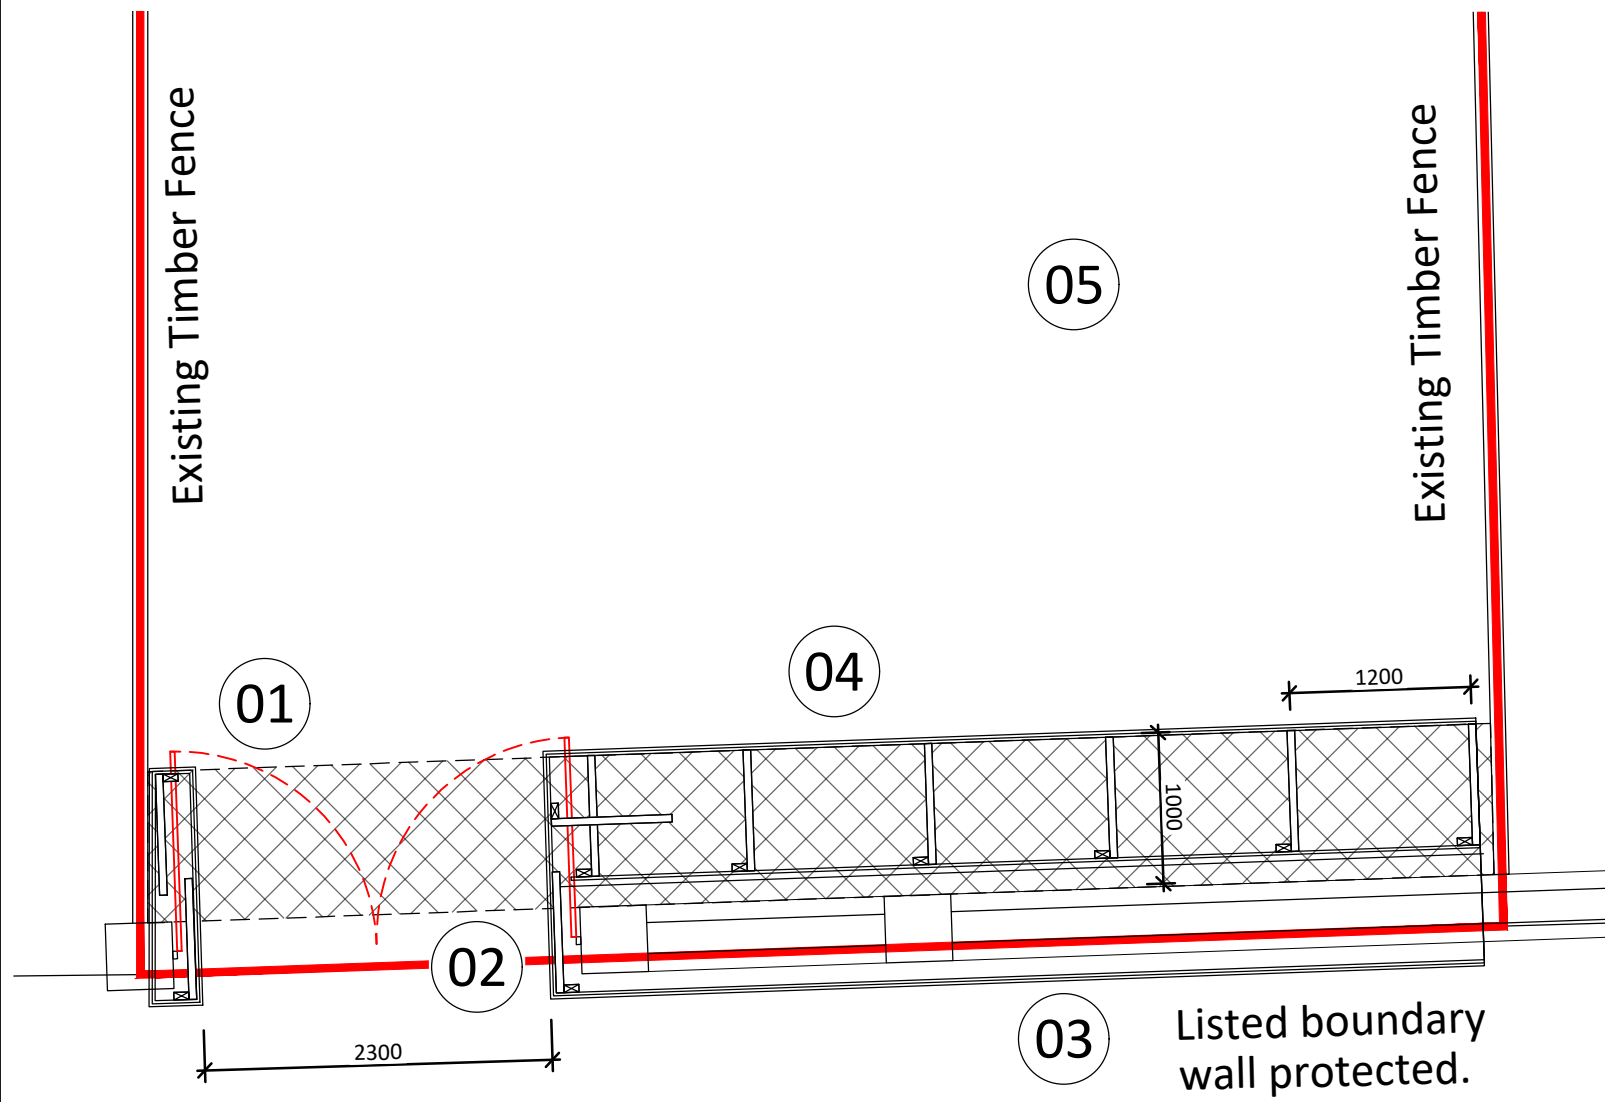 Existing Timber Fence
Existing Timber Fence
05
04
01
1200
1000
02
2300
03
Listed boundary
wall protected.